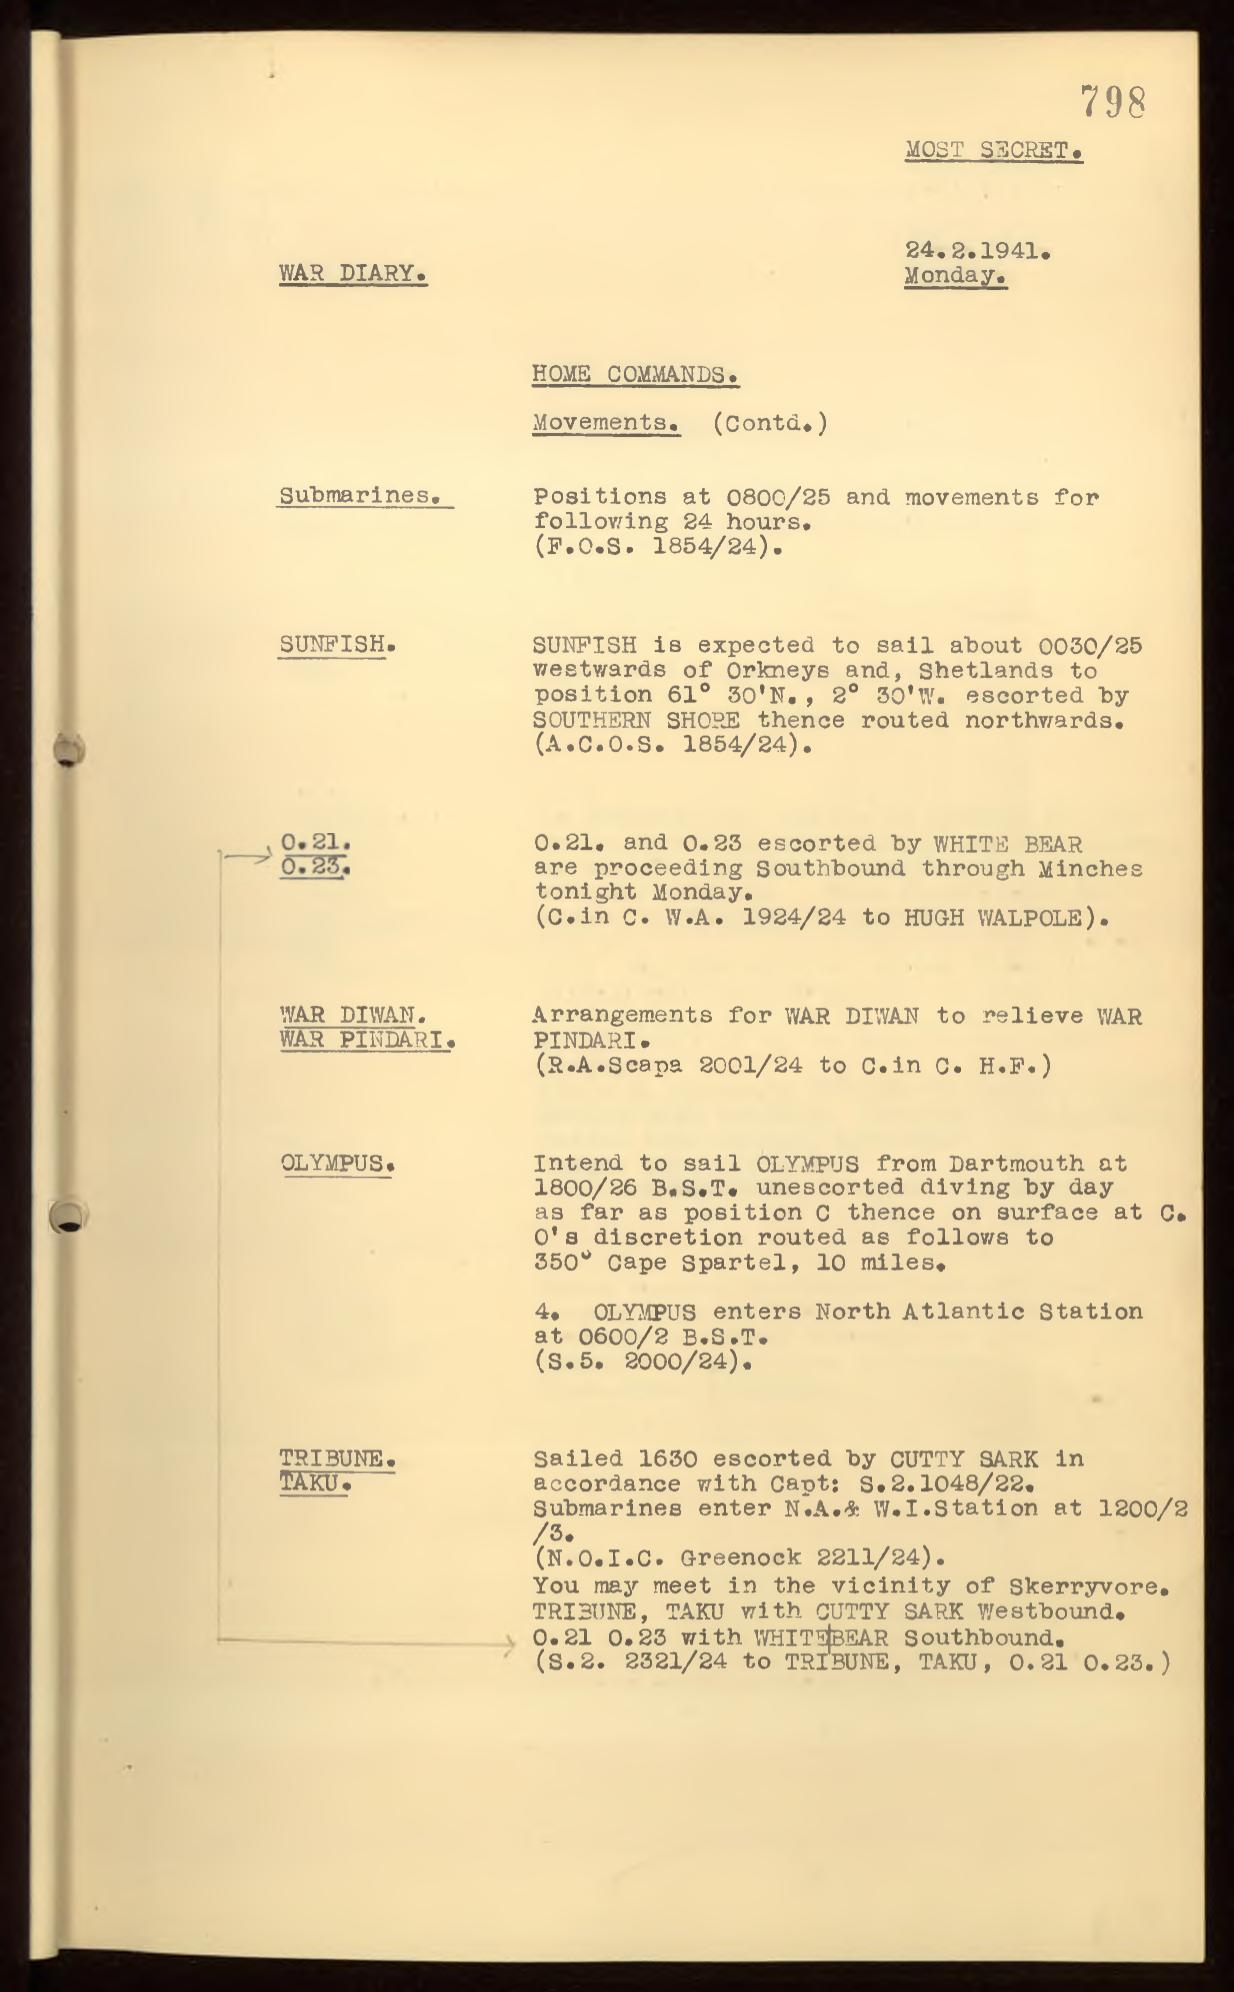 798
MOST SECRET.
24.2.1941.
WAR DIARY.
Monday.
HOME COMMANDS.
Movements. (Contd.)
Submarines.
Positions at 0800/25 and movements for
following 24 hours.
(F.O.S. 1854/24).
SUNFISH.
SUNFISH is expected to sail about 0030/25
westwards of Orkneys and, Shetlands to
position 61° 30'N., 2° 30'W. escorted by
SOUTHERN SHORE thence routed northwards.
(A.C.O.S. 1854/24).
O.21.
O.23.
O.21. and O.23 escorted by WHITE BEAR
are proceeding Southbound through Minches
tonight Monday.
(C.in C. W.A. 1924/24 to HUGH WALPOLE).
WAR DIWAN.
WAR PINDARI.
Arrangements for WAR DIWAN to relieve WAR
PINDARI.
(R.A.Scapa 2001/24 to C.in C. H.F.)
OLYMPUS.
Intend to sail OLYMPUS from Dartmouth at
1800/26 B.S.T. unescorted diving by day
as far as position C thence on surface at C.
O's discretion routed as follows to
350° Cape Spartel, 10 miles.
4. OLYMPUS enters North Atlantic Station
at 0600/2 B.S.T.
(S.5. 2000/24).
TRIBUNE.
TAKU.
Sailed 1630 escorted by CUTTY SARK in
accordance with Capt: S.2.1048/22.
Submarines enter N.A.& W.I.Station at 1200/2
/3.
(N.O.I.C. Greenock 2211/24).
You may meet in the vicinity of Skerryvore.
TRIBUNE, TAKU with CUTTY SARK Westbound.
O.21 O.23 with WHITE|BEAR Southbound.
(S.2. 2321/24 to TRIBUNE, TAKU, O.21 O.23.)